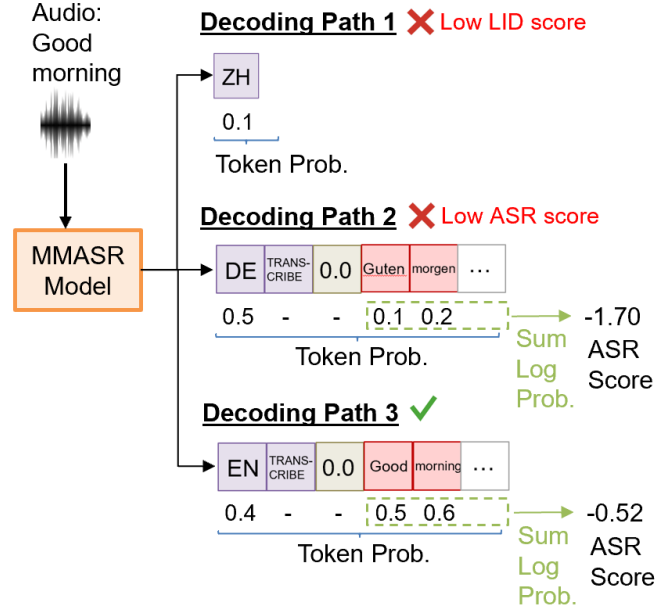 Audio:
Good
morning
Decoding Path 1 Low LID score
ZH
0.1
Token Prob.
MMASR
Model
Decoding Path 2 Low ASR score
DE TRANS-CRIBE 0.0 Guten morgen ...
0.5 - - 0.1 0.2
Token Prob.
Sum
Log
Prob.
-1.70
ASR
Score
Decoding Path 3
EN TRANS-CRIBE 0.0 Good morning ...
0.4 - - 0.5 0.6
Token Prob.
Sum
Log
Prob.
-0.52
ASR
Score